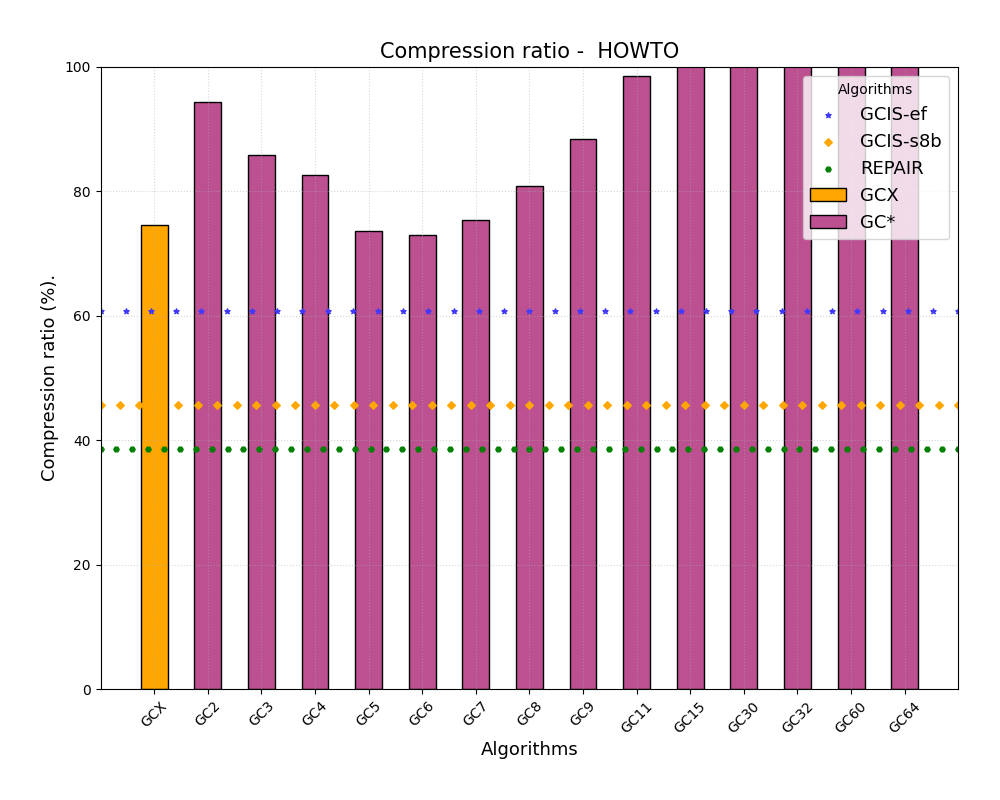 Compression ratio -  HOWTO
Compression ratio (%).
100
80
60
40
20
0
Algorithms
GCIS-ef
GCIS-s8b
REPAIR
GCX
GC*
GCX
GC2
GC3
GC4
GC5
GC6
GC7
GC8
GC9
GC11
GC15
GC30
GC32
GC60
GC64
Algorithms